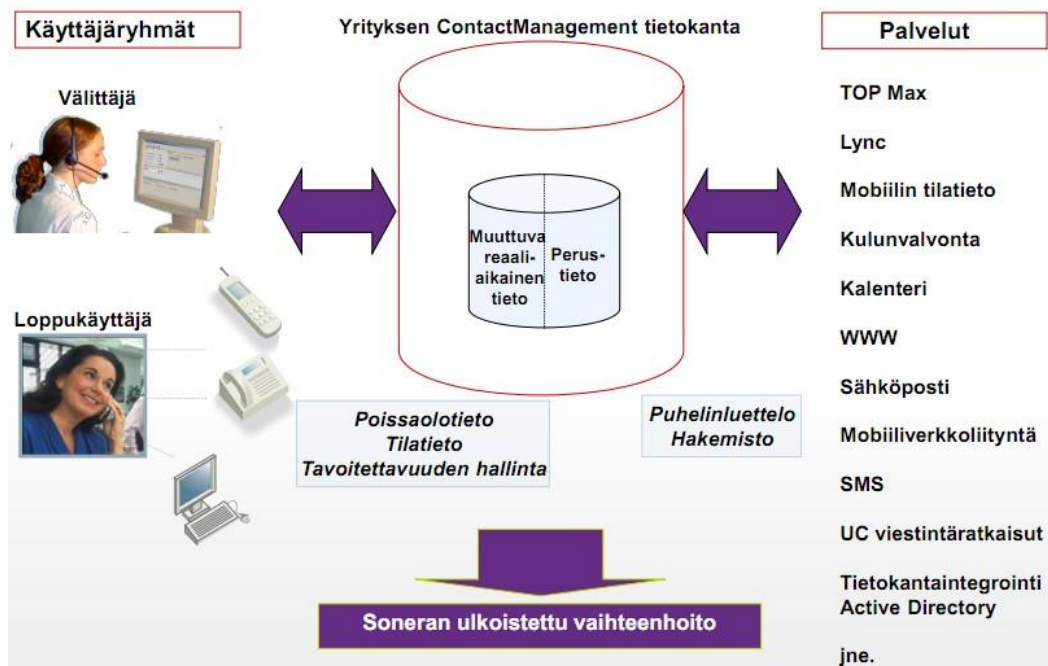 Käyttäjäryhmät
Yrityksen ContactManagement tietokanta
Palvelut
Välittäjä
Loppukäyttäjä
Muuttuva
reaali-
aikainen
tieto
Perus-
tieto
Poissaolotieto
Tilatieto
Tavoitettavuuden hallinta
Puhelinluettelo
Hakemisto
Soneran ulkoistettu vaihteenhoito
TOP Max
Lync
Mobiilin tilatieto
Kulunvalvonta
Kalenteri
WWW
Sähköposti
Mobiiliverkkoliityntä
SMS
UC viestintäratkaisut
Tietokantaintegrointi
Active Directory
jne.